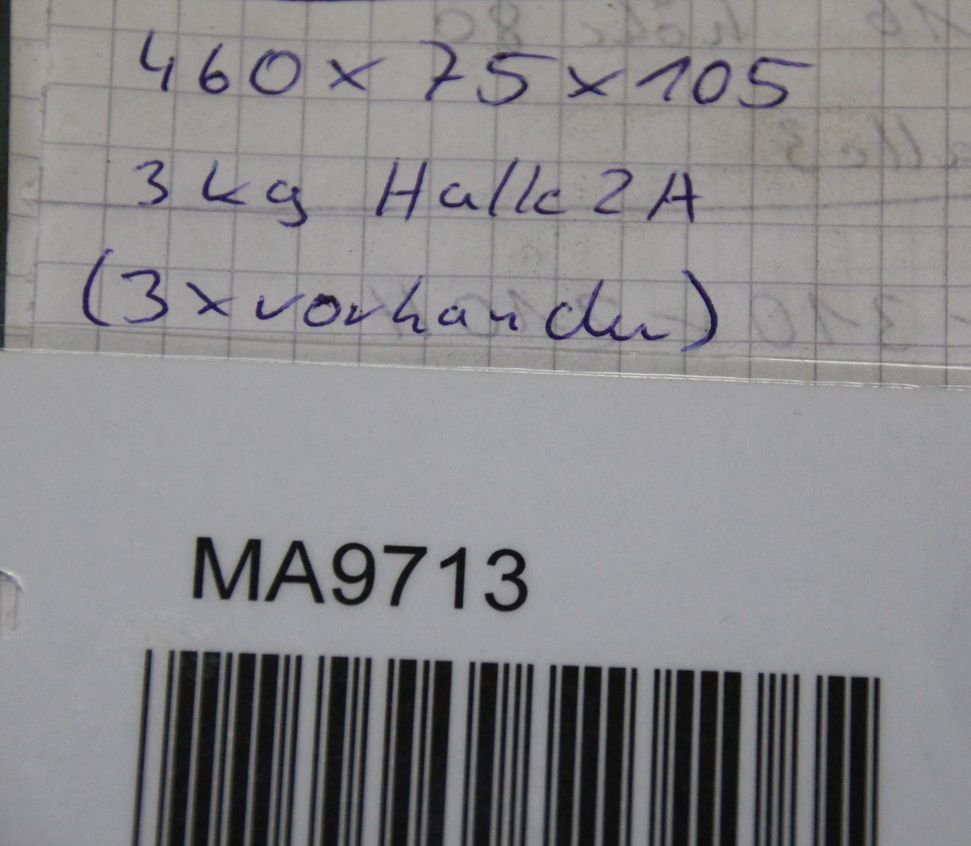 460 x 75 x 105
3 kg Halle 2A
(3 x vorhanden)
MA9713